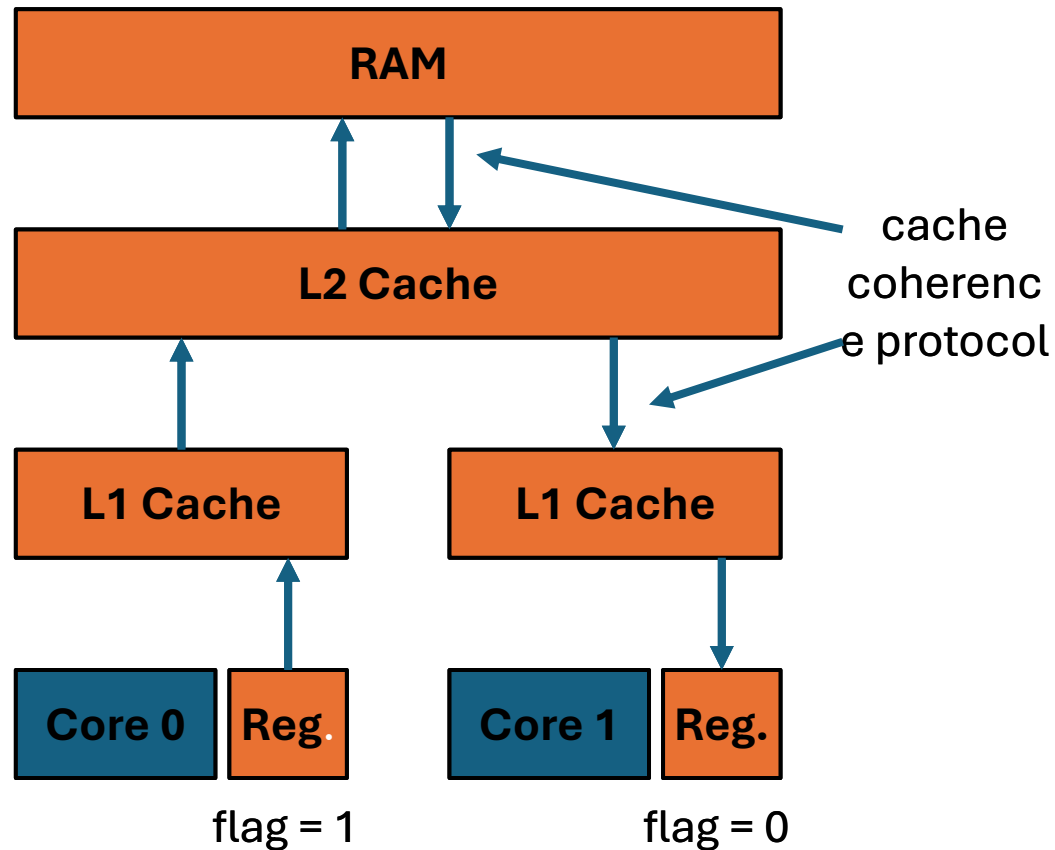 RAM
cache
coherenc
e protocol
L2 Cache
L1 Cache
L1 Cache
Core 0
Reg.
Core 1
Reg.
flag = 1
flag = 0